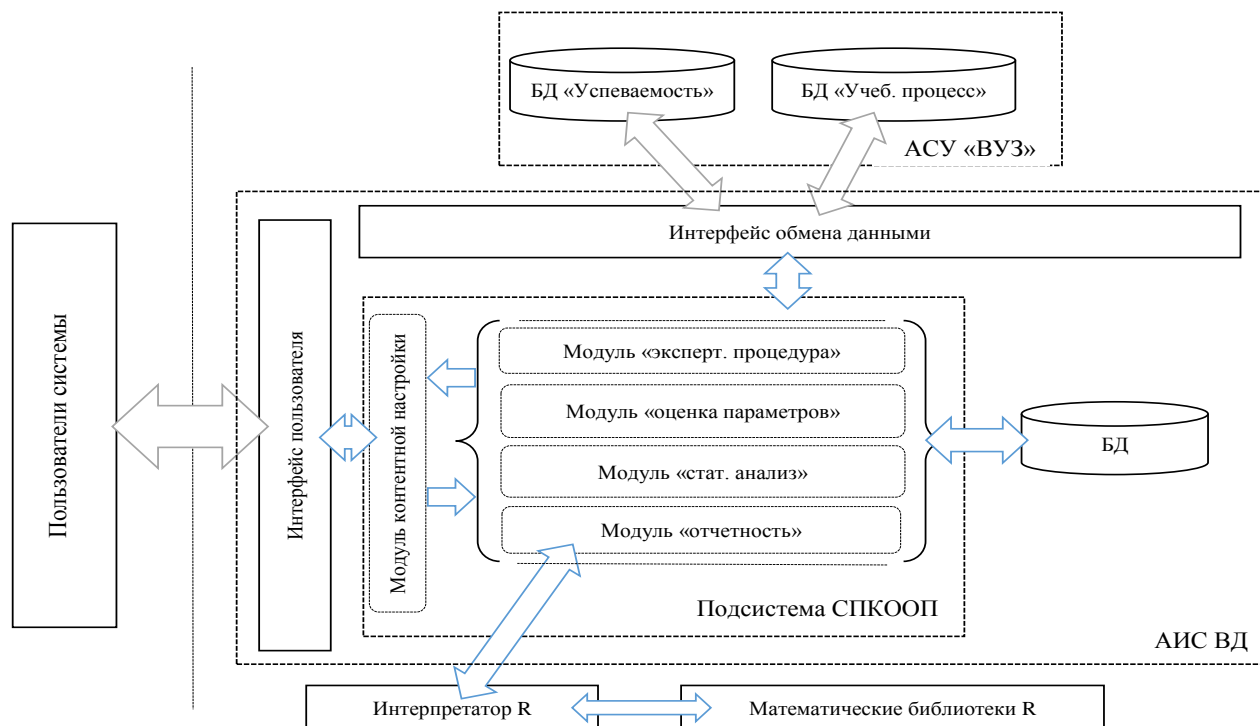 БД «Успеваемость»
БД «Учеб. процесс»
АСУ «ВУЗ»
Интерфейс обмена данными
Пользователи системы
Интерфейс пользователя
Модуль контентной настройки
Модуль «эксперт. процедура»
Модуль «оценка параметров»
Модуль «стат. анализ»
Модуль «отчетность»
БД
Подсистема СПКООП
АИС ВД
Интерпретатор R
Математические библиотеки R